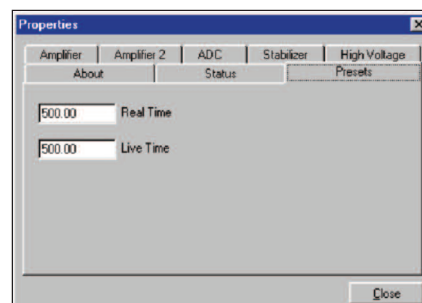 Properties
Amplifier Amplifier 2 ADC Stabilizer High Voltage
About Status Presets
500.00 Real Time
500.00 Live Time
Close